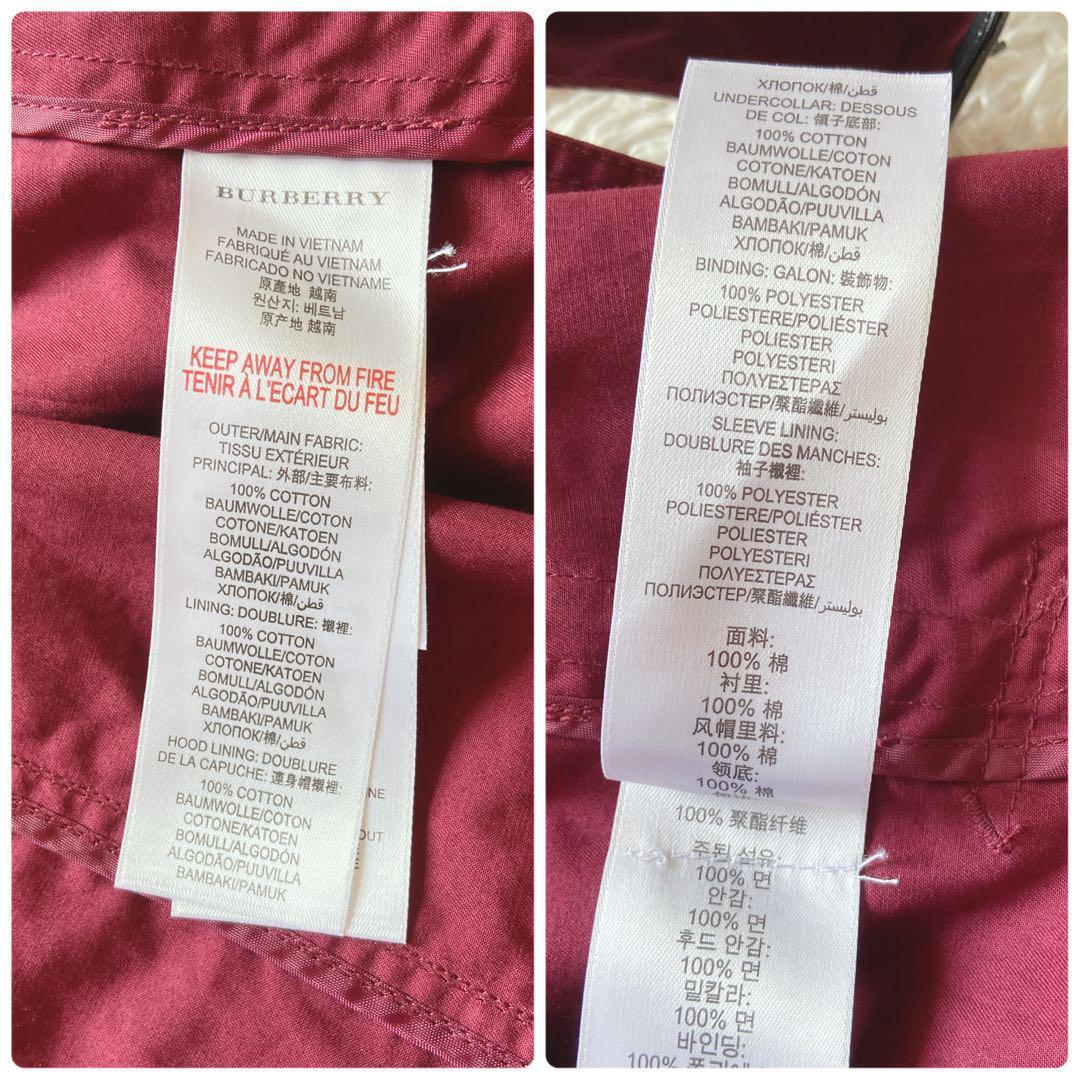 BURBERRY
MADE IN VIETNAM
FABRIQUÉ AU VIETNAM
FABRICADO NO VIETNAME
原產地 越南
원산지: 베트남
原产地 越南
KEEP AWAY FROM FIRE
TENIR À L'ECART DU FEU
OUTER/MAIN FABRIC:
TISSU EXTÉRIEUR
PRINCIPAL: 外部/主要布料:
100% COTTON
BAUMWOLLE/COTON
COTONE/KATOEN
BOMULL/ALGODÓN
ALGODÃO/PUUVILLA
BAMBAKI/PAMUK
ХЛОПОК/棉/قطن
LINING: DOUBLURE: 襯裡:
100% COTTON
BAUMWOLLE/COTON
COTONE/KATOEN
BOMULL/ALGODÓN
ALGODÃO/PUUVILLA
BAMBAKI/PAMUK
ХЛОПОК/棉/قطن
HOOD LINING: DOUBLURE
DE LA CAPUCHE: 連身帽襯裡:
100% COTTON
BAUMWOLLE/COTON
COTONE/KATOEN
BOMULL/ALGODÓN
ALGODÃO/PUUVILLA
BAMBAKI/PAMUK
ХЛОПОК/棉/قطن
UNDERCOLLAR: DESSOUS
DE COL: 領子底部:
100% COTTON
BAUMWOLLE/COTON
COTONE/KATOEN
BOMULL/ALGODÓN
ALGODÃO/PUUVILLA
BAMBAKI/PAMUK
ХЛОПОК/棉/قطن
BINDING: GALON: 裝飾物:
100% POLYESTER
POLIESTERE/POLIÉSTER
POLIESTER
POLYESTERI
ΠΟΛΥΕΣΤΕΡΑΣ
ПОЛИЭСТЕР/聚酯纖維/بوليستر
SLEEVE LINING:
DOUBLURE DES MANCHES:
袖子襯裡:
100% POLYESTER
POLIESTERE/POLIÉSTER
POLIESTER
POLYESTERI
ΠΟΛΥΕΣΤΕΡΑΣ
ПОЛИЭСТЕР/聚酯纖維/بوليستر
面料:
100% 棉
衬里:
100% 棉
风帽里料:
100% 棉
领底:
100% 棉
100% 聚酯纤维
주된 섬유:
100% 면
안감:
100% 면
후드 안감:
100% 면
밑칼라:
100% 면
바인딩:
100%